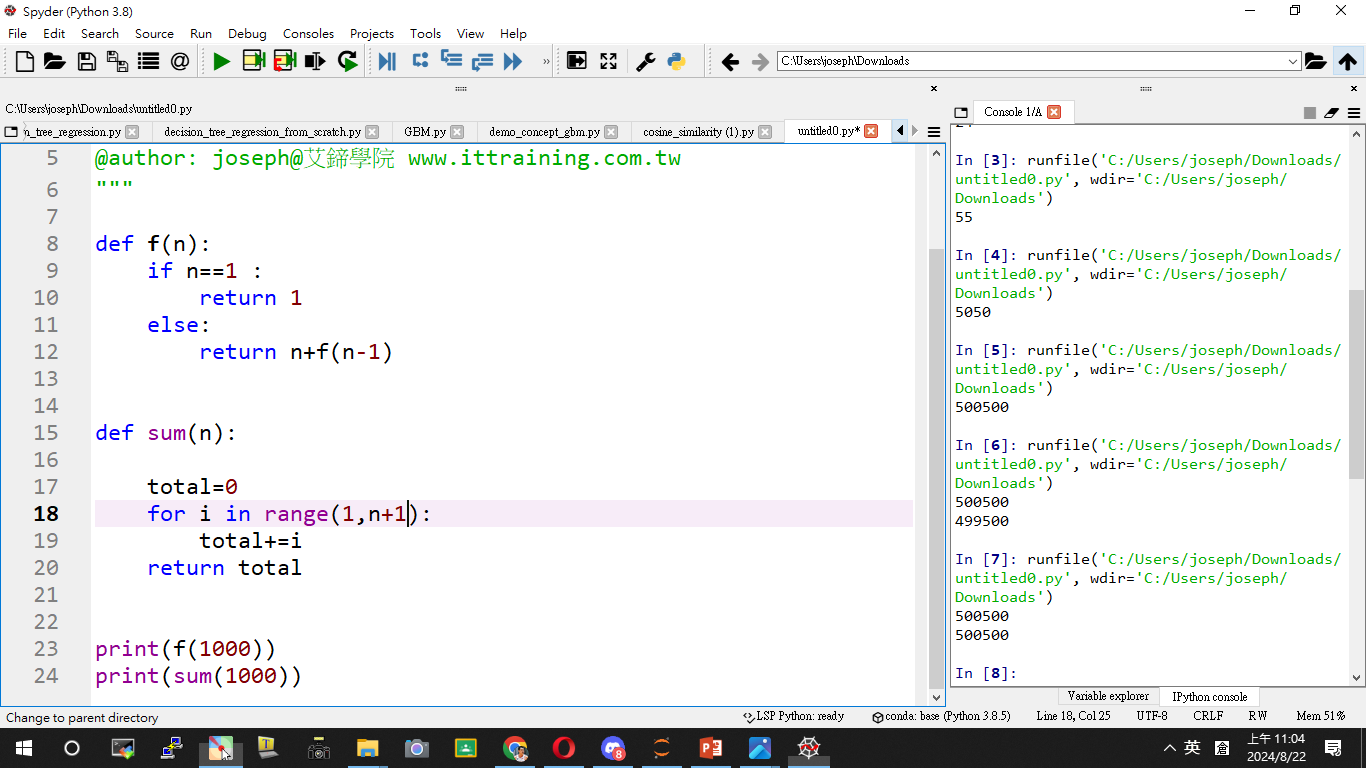 Spyder (Python 3.8)
File Edit Search Source Run Debug Consoles Projects Tools View Help
C:\Users\joseph\Downloads
C:\Users\joseph\Downloads\untitled0.py
n_tree_regression.py decision_tree_regression_from_scratch.py GBM.py demo_concept_gbm.py cosine_similarity (1).py untitled0.py*
5 @author: joseph@艾鍗學院 www.ittraining.com.tw
6 """
7
8 def f(n):
9 if n==1 :
10 return 1
11 else:
12 return n+f(n-1)
13
14
15 def sum(n):
16
17 total=0
18 for i in range(1,n+1):
19 total+=i
20 return total
21
22
23 print(f(1000))
24 print(sum(1000))
Console 1/A
24
In [3]: runfile('C:/Users/joseph/Downloads/
untitled0.py', wdir='C:/Users/joseph/
Downloads')
55
In [4]: runfile('C:/Users/joseph/Downloads/
untitled0.py', wdir='C:/Users/joseph/
Downloads')
5050
In [5]: runfile('C:/Users/joseph/Downloads/
untitled0.py', wdir='C:/Users/joseph/
Downloads')
500500
In [6]: runfile('C:/Users/joseph/Downloads/
untitled0.py', wdir='C:/Users/joseph/
Downloads')
500500
499500
In [7]: runfile('C:/Users/joseph/Downloads/
untitled0.py', wdir='C:/Users/joseph/
Downloads')
500500
500500
In [8]:
Variable explorer IPython console
Change to parent directory LSP Python: ready conda: base (Python 3.8.5) Line 18, Col 25 UTF-8 CRLF RW Mem 51%
英 上午 11:04
2024/8/22